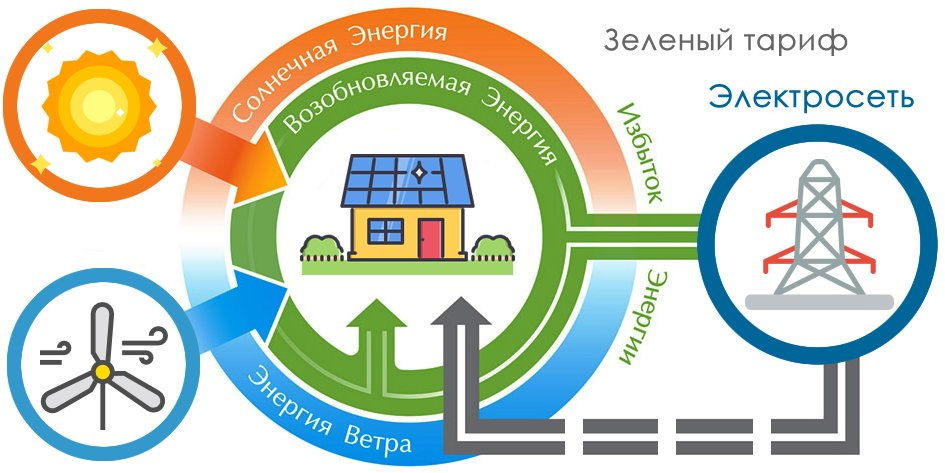 Солнечная Энергия
Возобновляемая Энергия
Зеленый тариф
Электросеть
Избыток
Энергии
Энергия Ветра